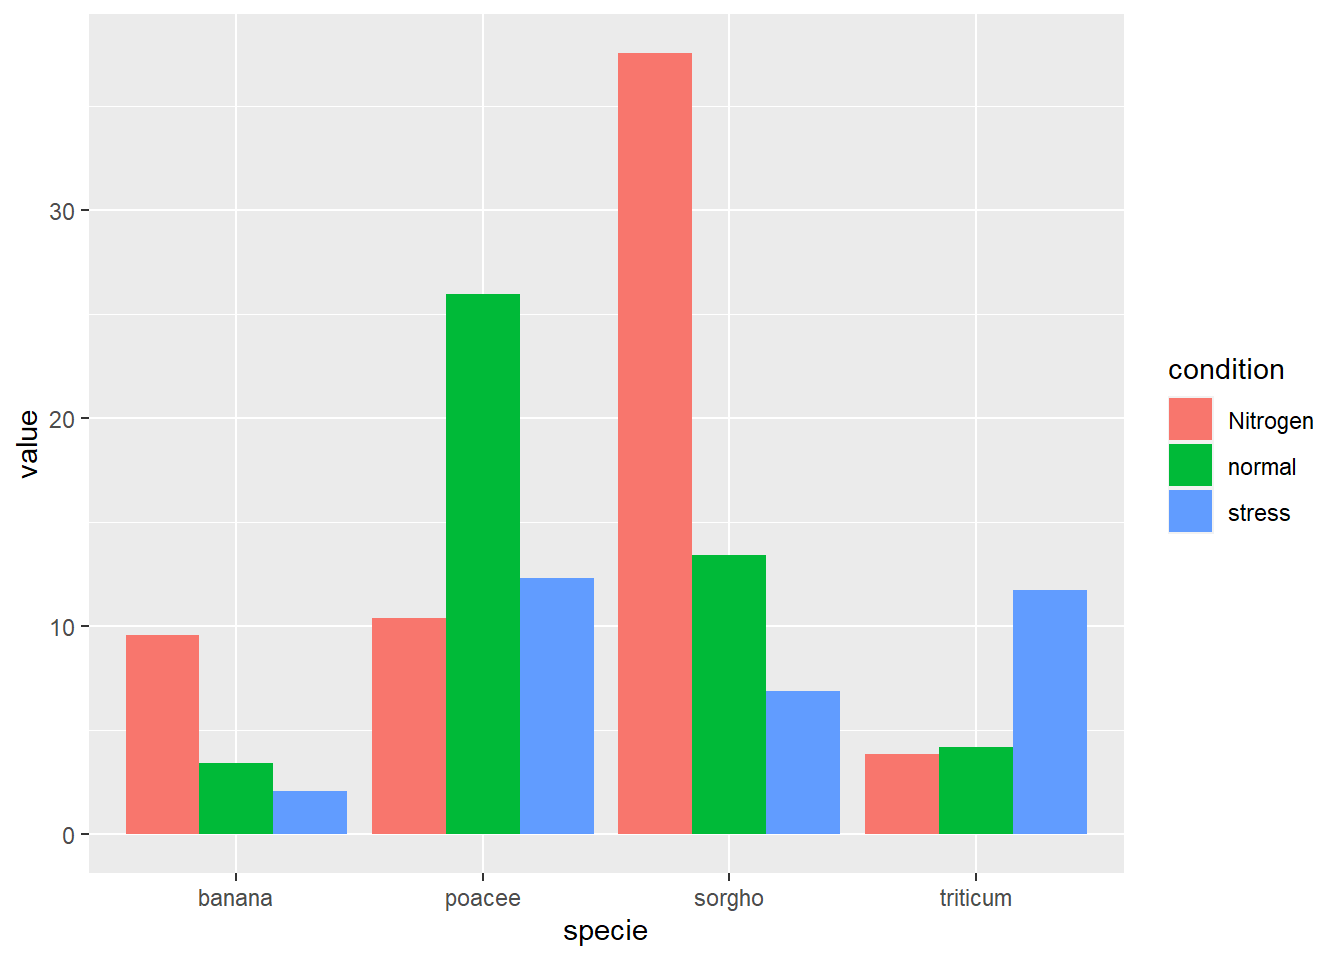 30
20
10
0
value
banana poacee sorgho triticum
specie
condition
Nitrogen
normal
stress